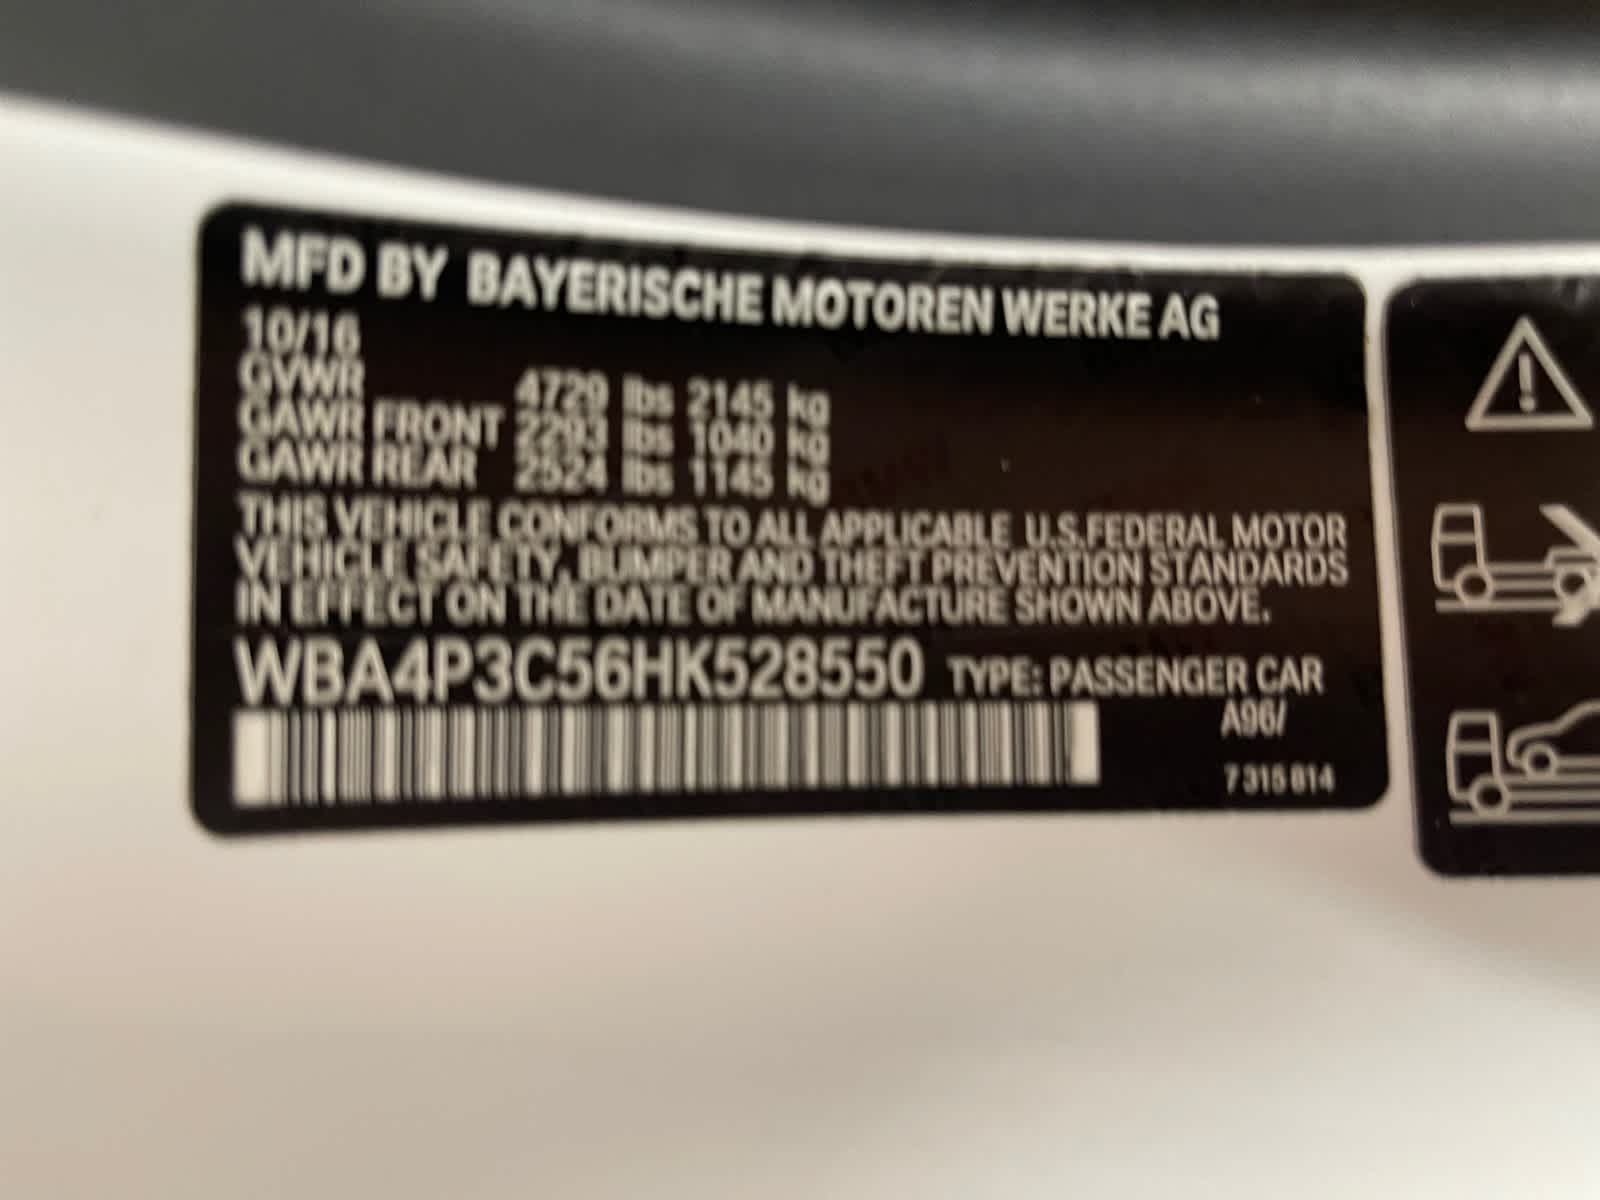 MFD BY BAYERISCHE MOTOREN WERKE AG
10/16
GVWR 4729 lbs 2145 kg
GAWR FRONT 2293 lbs 1040 kg
GAWR REAR 2524 lbs 1145 kg
THIS VEHICLE CONFORMS TO ALL APPLICABLE U.S.FEDERAL MOTOR
VEHICLE SAFETY, BUMPER AND THEFT PREVENTION STANDARDS
IN EFFECT ON THE DATE OF MANUFACTURE SHOWN ABOVE.
WBA4P3C56HK528550 TYPE: PASSENGER CAR
A96/
7 315 814